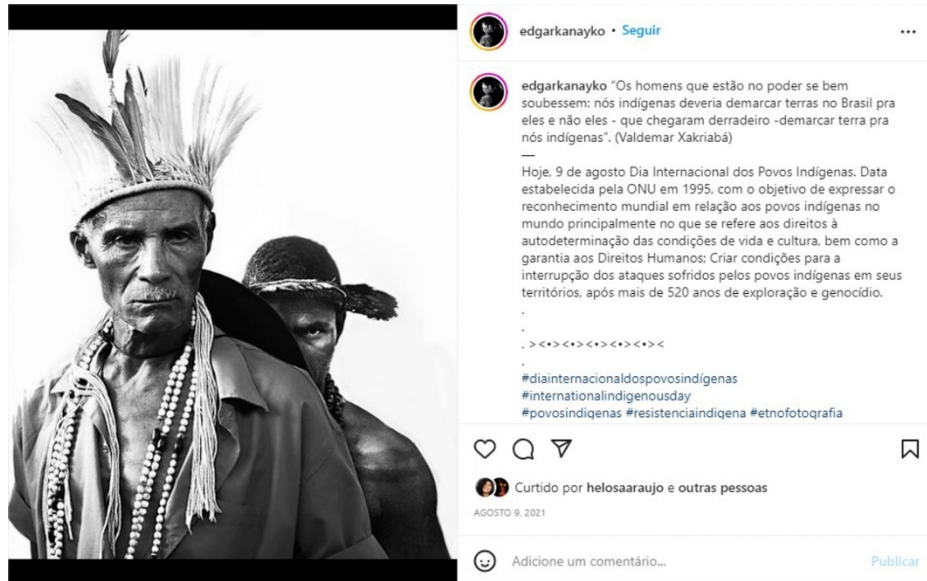 edgarkanayko • Seguir
edgarkanayko "Os homens que estão no poder se bem
soubessem: nós indígenas deveria demarcar terras no Brasil pra
eles e não eles - que chegaram derradeiro -demarcar terra pra
nós indígenas". (Valdemar Xakriabá)
—
Hoje, 9 de agosto Dia Internacional dos Povos Indígenas. Data
estabelecida pela ONU em 1995, com o objetivo de expressar o
reconhecimento mundial em relação aos povos indígenas no
mundo principalmente no que se refere aos direitos à
autodeterminação das condições de vida e cultura, bem como a
garantia aos Direitos Humanos; Criar condições para a
interrupção dos ataques sofridos pelos povos indígenas em seus
territórios, após mais de 520 anos de exploração e genocídio.
.
.
. ><•><•><•><•><•><
.
#diainternacionaldospovosindígenas
#internationalindigenousday
#povosindigenas #resistenciaindigena #etnofotografia
Curtido por helosaaraujo e outras pessoas
AGOSTO 9, 2021
Adicione um comentário... Publicar